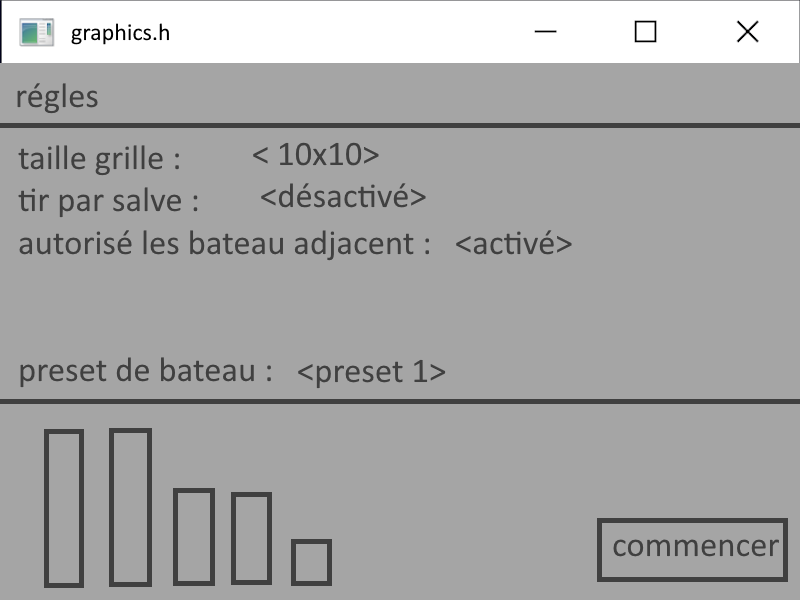 graphics.h
régles
taille grille : < 10x10>
tir par salve : <désactivé>
autorisé les bateau adjacent : <activé>
preset de bateau : <preset 1>
commencer